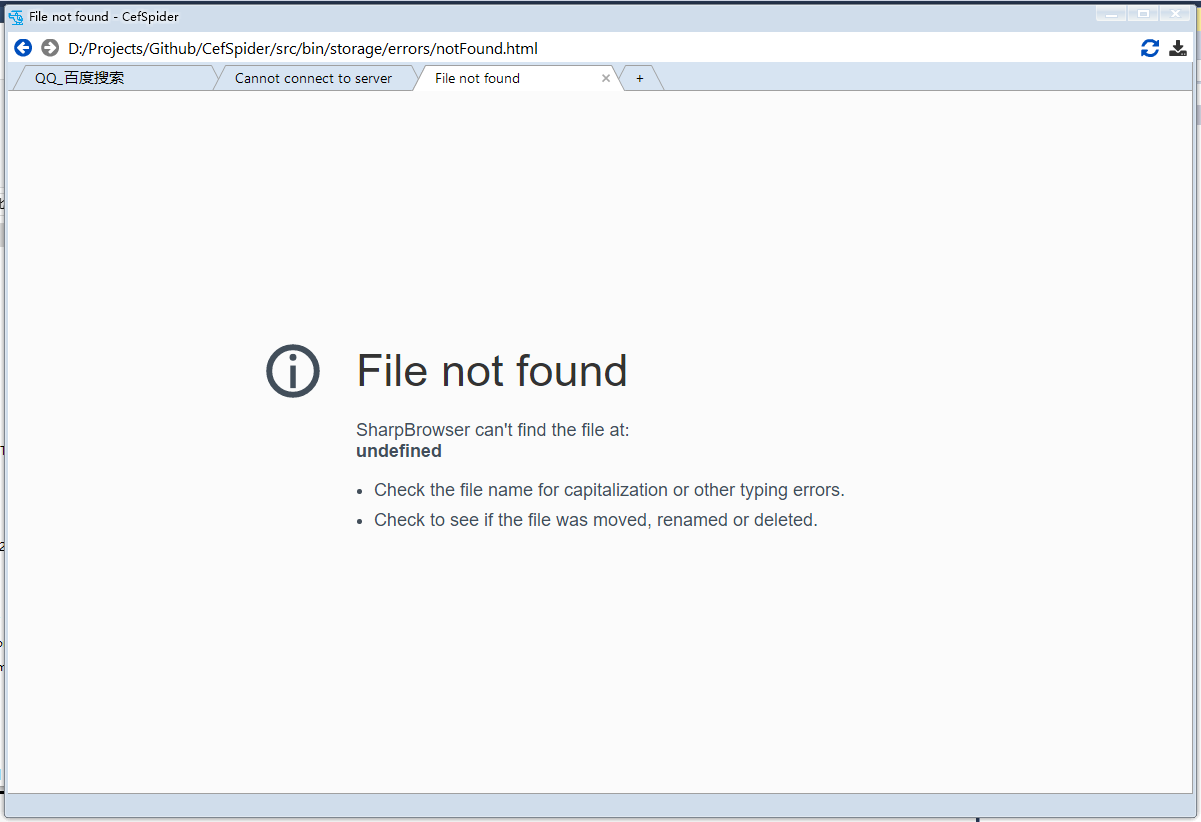 File not found - CefSpider
D:/Projects/Github/CefSpider/src/bin/storage/errors/notFound.html
QQ_百度搜索
Cannot connect to server
File not found
+
File not found
SharpBrowser can't find the file at:
undefined
• Check the file name for capitalization or other typing errors.
• Check to see if the file was moved, renamed or deleted.